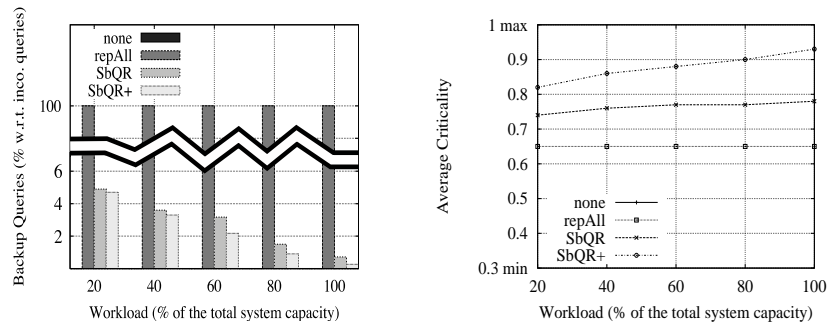 Backup Queries (% w.r.t. inco. queries)
none
repAll
SbQR
SbQR+
100
6
4
2
20 40 60 80 100
Workload (% of the total system capacity)
Average Criticality
1 max
0.9
0.8
0.7
0.6
0.5
0.4
0.3 min
none
repAll
SbQR
SbQR+
20 40 60 80 100
Workload (% of the total system capacity)